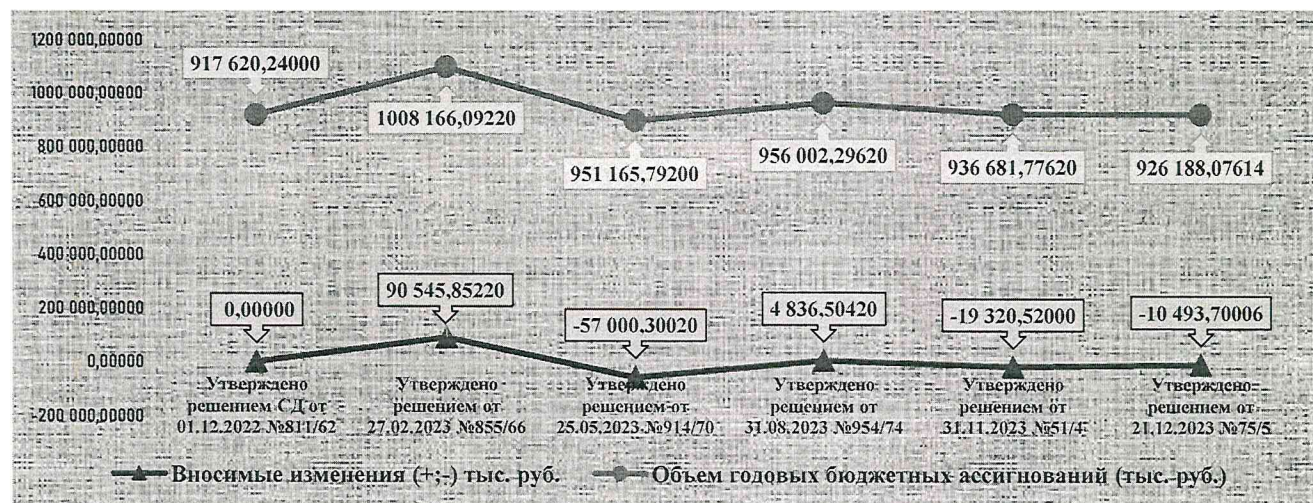 1200 000,00000
1000 000,00000
800 000,00000
600 000,00000
400 000,00000
200 000,00000
0,00000
-200 000,00000
917 620,24000
1008 166,09220
951 165,79200
956 002,29620
936 681,77620
926 188,07614
0,00000
90 545,85220
-57 000,30020
4 836,50420
-19 320,52000
-10 493,70006
Утверждено
решением СД от
01.12.2022 №811/62
Утверждено
решением от
27.02.2023 №855/66
Утверждено
решением от
25.05.2023 №914/70
Утверждено
решением от
31.08.2023 №954/74
Утверждено
решением от
31.11.2023 №51/4
Утверждено
решением от
21.12.2023 №75/5
Вносимые изменения (+;-) тыс. руб.
Объем годовых бюджетных ассигнований (тыс. руб.)